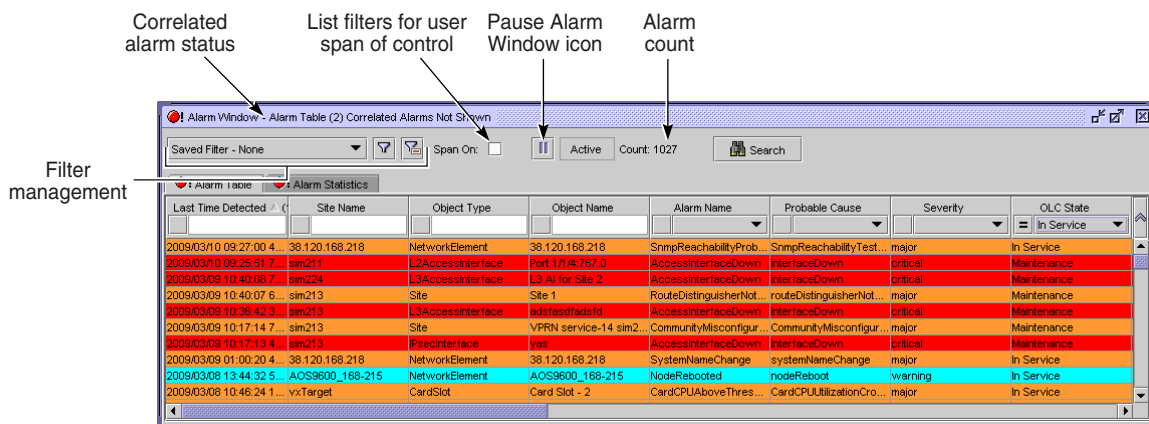 Correlated
alarm status
List filters for user
span of control
Pause Alarm
Window icon
Alarm
count
Filter
management
Alarm Window - Alarm Table (2) Correlated Alarms Not Shown
Saved Filter - None
Span On:
Active
Count: 1027
Search
Alarm Table
Alarm Statistics
Last Time Detected Site Name Object Type Object Name Alarm Name Probable Cause Severity OLC State
= In Service
2009/03/10 09:27:00 4... 38.120.168.218 NetworkElement 38.120.168.218 SnmpReachabilityProb... SnmpReachabilityTest... major In Service
2009/03/10 09:25:51 7... sim211 L2AccessInterface Port 1/1/4:767.0 AccessInterfaceDown interfaceDown critical Maintenance
2009/03/09 10:40:08 7... sim224 L3AccessInterface L3 AI for Site 2 AccessInterfaceDown interfaceDown critical Maintenance
2009/03/09 10:40:07 6... sim213 Site Site 1 RouteDistinguisherNot... routeDistinguisherNot... major Maintenance
2009/03/09 10:36:42 3... sim213 L3AccessInterface adsfasdfadsfd AccessInterfaceDown interfaceDown critical Maintenance
2009/03/09 10:17:14 7... sim213 Site VPRN service-14 sim2... CommunityMisconfigur... CommunityMisconfigur... major Maintenance
2009/03/09 10:17:13 4... sim213 IPsecInterface yas AccessInterfaceDown interfaceDown critical Maintenance
2009/03/09 01:00:20 4... 38.120.168.218 NetworkElement 38.120.168.218 SystemNameChange systemNameChange major In Service
2009/03/08 13:44:32 5... AOS9600_168-215 NetworkElement AOS9600_168-215 NodeRebooted nodeReboot warning In Service
2009/03/08 10:46:24 1... vxTarget CardSlot Card Slot - 2 CardCPUAboveThres... CardCPUUtilizationCro... major In Service